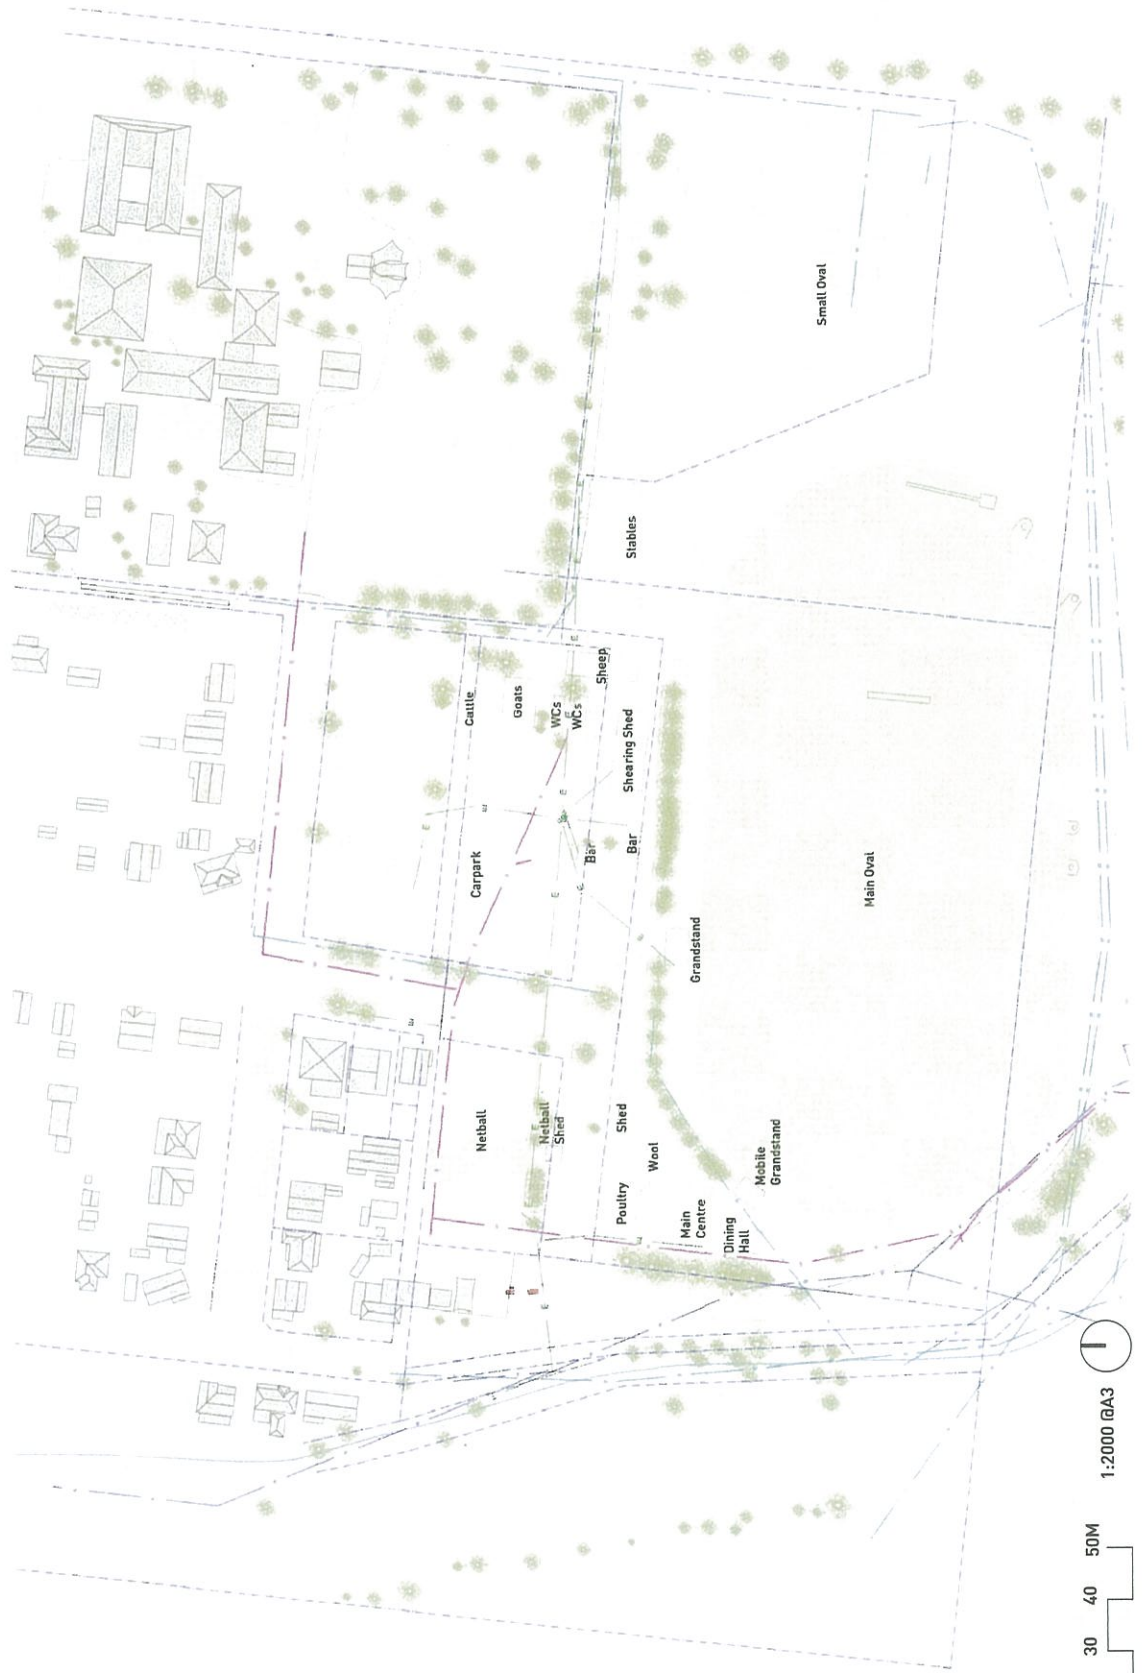 Small Oval
Stables
Cattle
Goats
WCs
WCs
Sheep
Shearing Shed
Carpark
Bar
Bar
Main Oval
Grandstand
Netball
Netball
Shed
Shed
Wool
Poultry
Mobile
Grandstand
Main
Centre
Dining
Hall
1:2000 @A3
30 40 50M